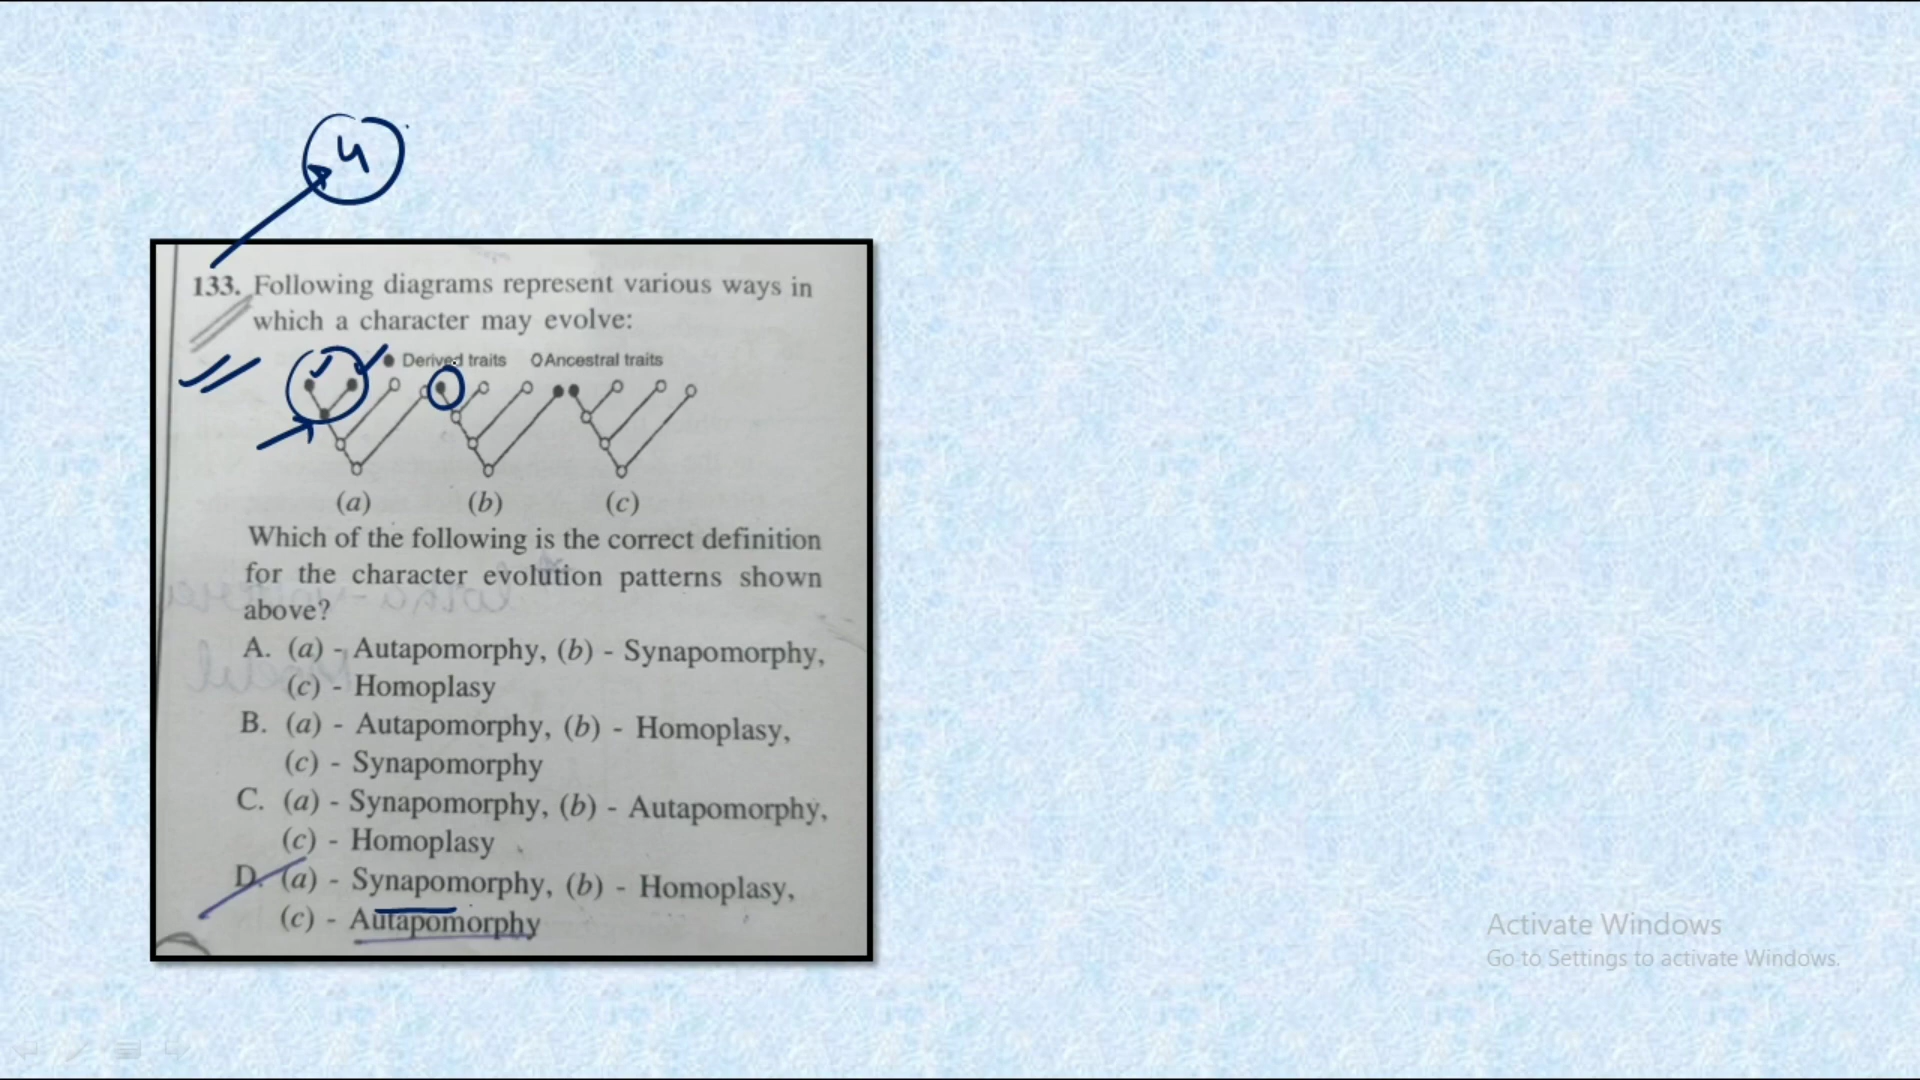 4
133. Following diagrams represent various ways in
which a character may evolve:
Derived traits Ancestral traits
(a) (b) (c)
Which of the following is the correct definition
for the character evolution patterns shown
above?
A. (a) - Autapomorphy, (b) - Synapomorphy,
(c) - Homoplasy
B. (a) - Autapomorphy, (b) - Homoplasy,
(c) - Synapomorphy
C. (a) - Synapomorphy, (b) - Autapomorphy,
(c) - Homoplasy
D. (a) - Synapomorphy, (b) - Homoplasy,
(c) - Autapomorphy
Activate Windows
Go to Settings to activate Windows.